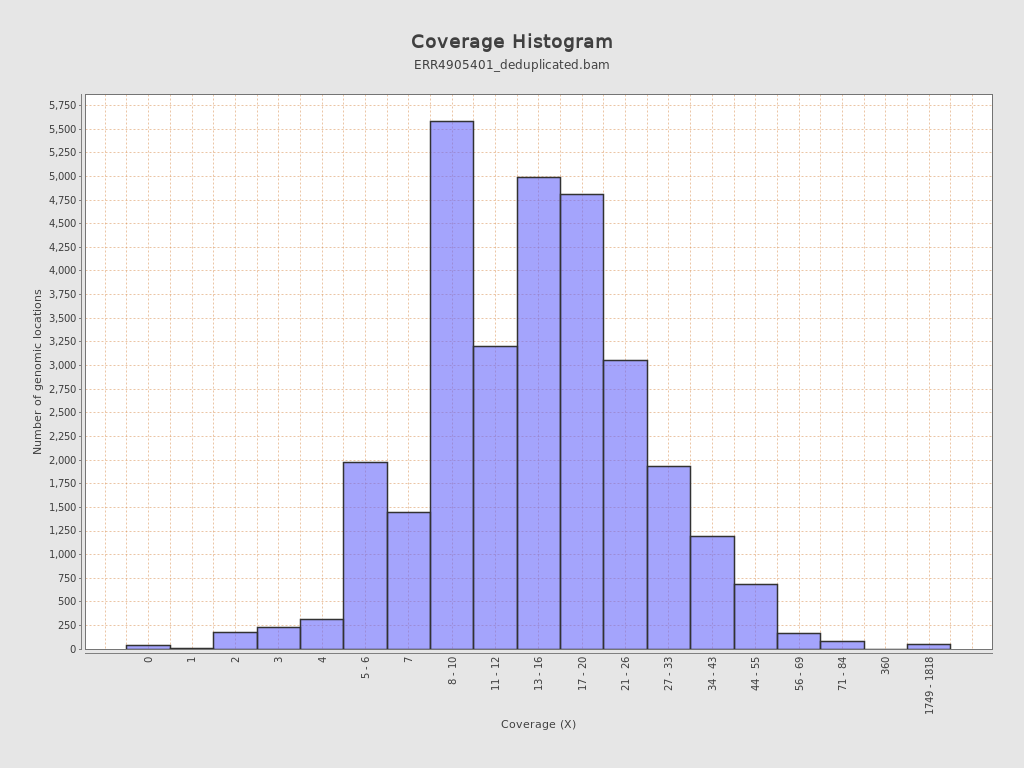 Coverage Histogram
ERR4905401_deduplicated.bam
Number of genomic locations
5,750
5,500
5,250
5,000
4,750
4,500
4,250
4,000
3,750
3,500
3,250
3,000
2,750
2,500
2,250
2,000
1,750
1,500
1,250
1,000
750
500
250
0
0
1
2
3
4
5 - 6
7
8 - 10
11 - 12
13 - 16
17 - 20
21 - 26
27 - 33
34 - 43
44 - 55
56 - 69
71 - 84
360
1749 - 1818
Coverage (X)